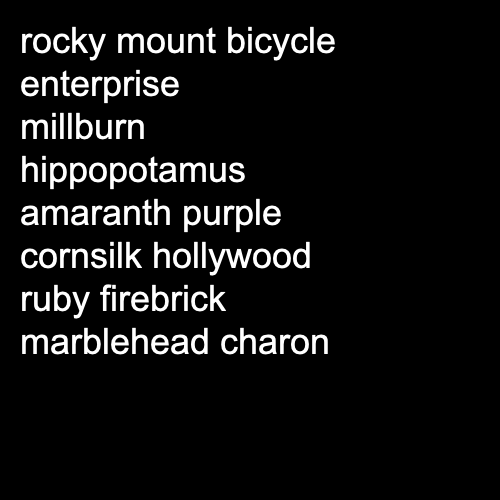 rocky mount bicycle
enterprise
millburn
hippopotamus
amaranth purple
cornsilk hollywood
ruby firebrick
marblehead charon